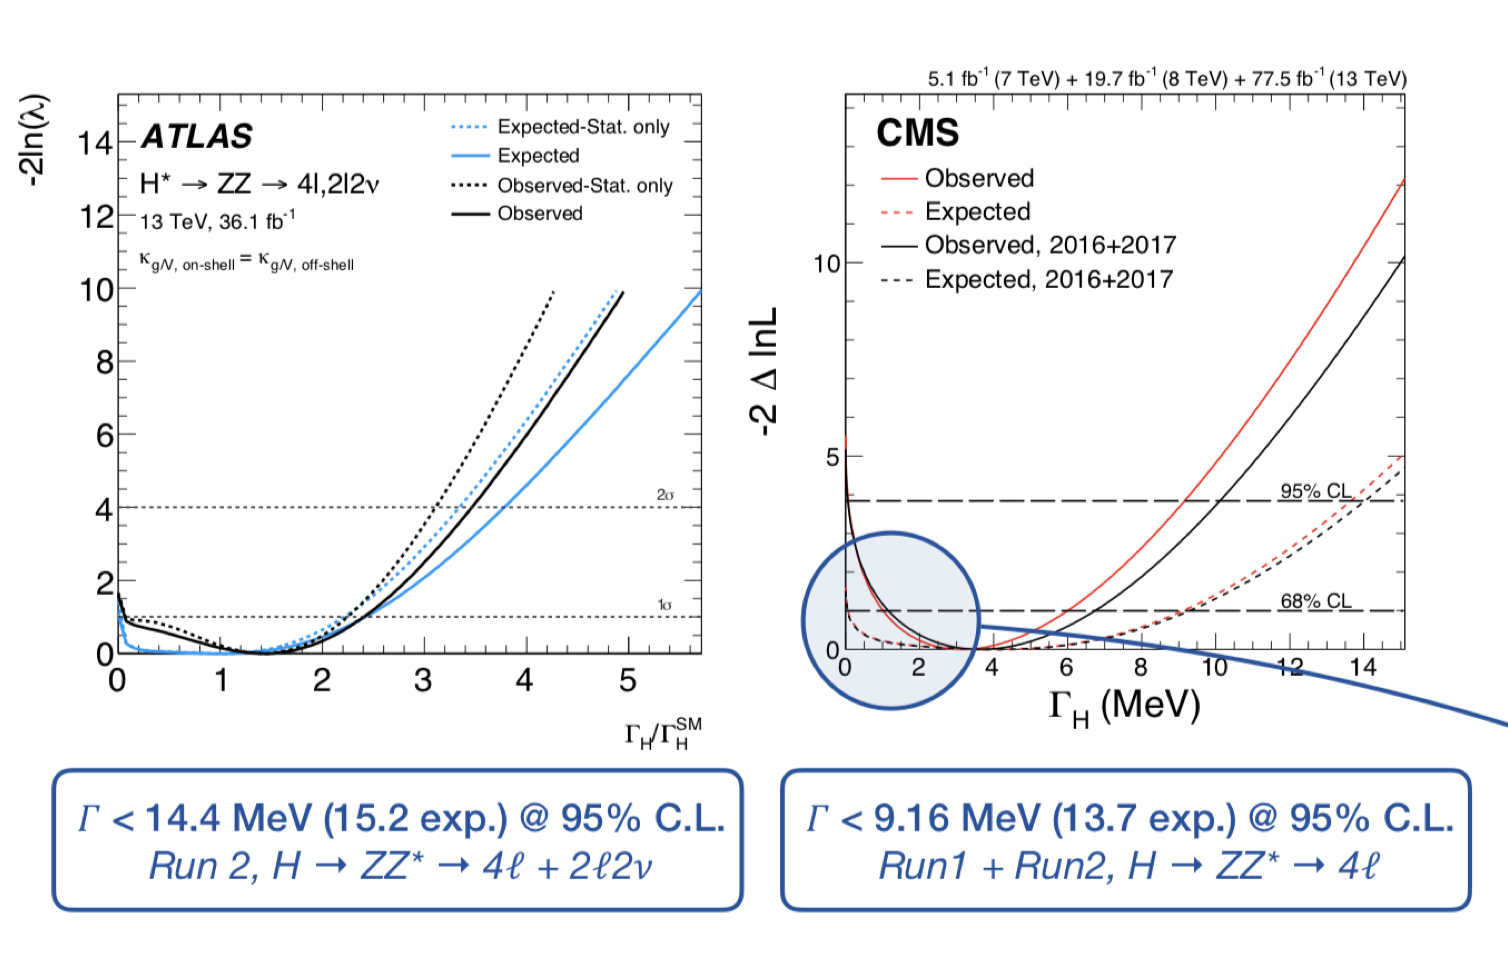 -2ln(λ)
ATLAS
H* → ZZ → 4l,2l2ν
13 TeV, 36.1 fb⁻¹
κg/V, on-shell = κg/V, off-shell
Expected-Stat. only
Expected
Observed-Stat. only
Observed
14
12
10
8
6
4
2
0
2σ
1σ
0 1 2 3 4 5
Γ_H/Γ_H^SM
5.1 fb⁻¹ (7 TeV) + 19.7 fb⁻¹ (8 TeV) + 77.5 fb⁻¹ (13 TeV)
CMS
Observed
Expected
Observed, 2016+2017
Expected, 2016+2017
-2 Δ lnL
10
5
0
95% CL
68% CL
0 2 4 6 8 10 12 14
Γ_H (MeV)
Γ < 14.4 MeV (15.2 exp.) @ 95% C.L.
Run 2, H → ZZ* → 4ℓ + 2ℓ2ν
Γ < 9.16 MeV (13.7 exp.) @ 95% C.L.
Run1 + Run2, H → ZZ* → 4ℓ